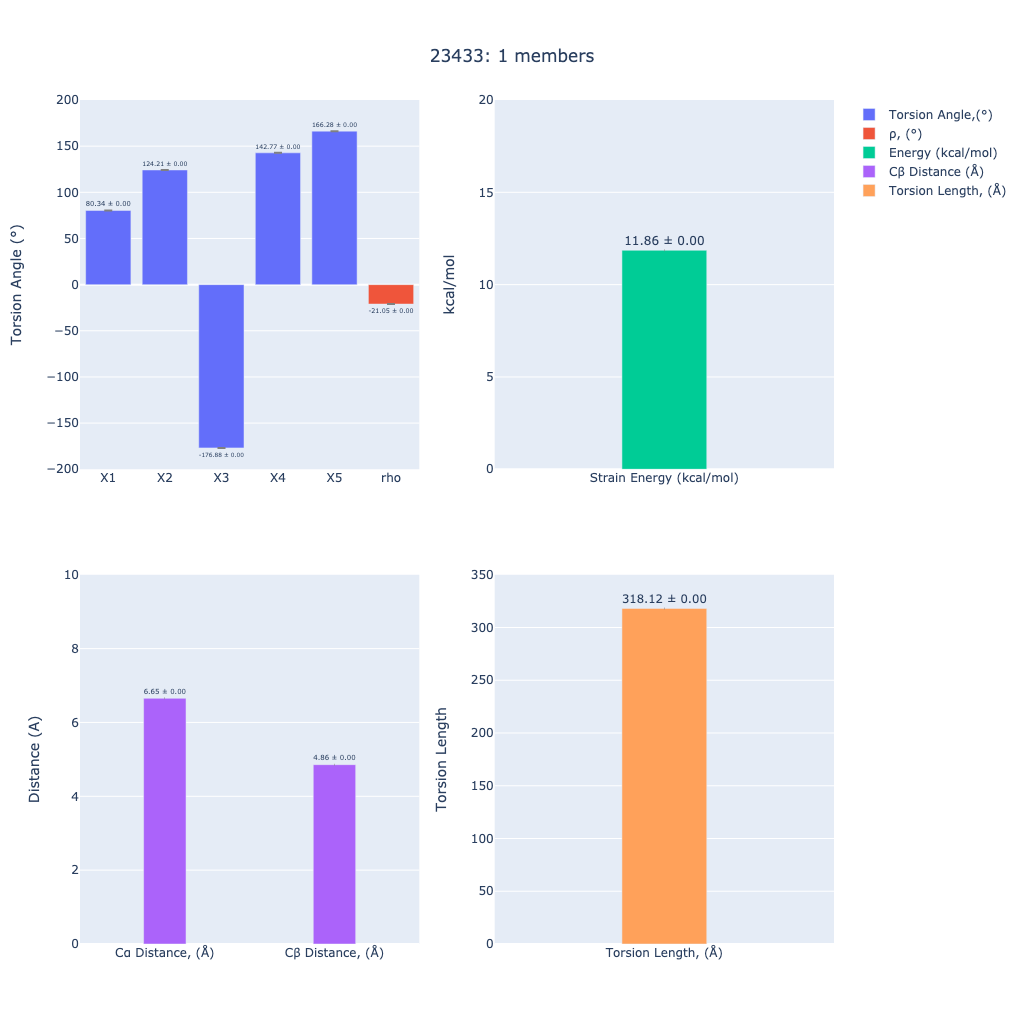 23433: 1 members
Torsion Angle (°)
200
150
100
50
0
−50
−100
−150
−200
80.34 ± 0.00
124.21 ± 0.00
-176.88 ± 0.00
142.77 ± 0.00
166.28 ± 0.00
-21.05 ± 0.00
X1
X2
X3
X4
X5
rho
kcal/mol
20
15
10
5
0
11.86 ± 0.00
Strain Energy (kcal/mol)
Torsion Angle,(°)
ρ, (°)
Energy (kcal/mol)
Cβ Distance (Å)
Torsion Length, (Å)
Distance (A)
10
8
6
4
2
0
6.65 ± 0.00
4.86 ± 0.00
Cα Distance, (Å)
Cβ Distance, (Å)
Torsion Length
350
300
250
200
150
100
50
0
318.12 ± 0.00
Torsion Length, (Å)